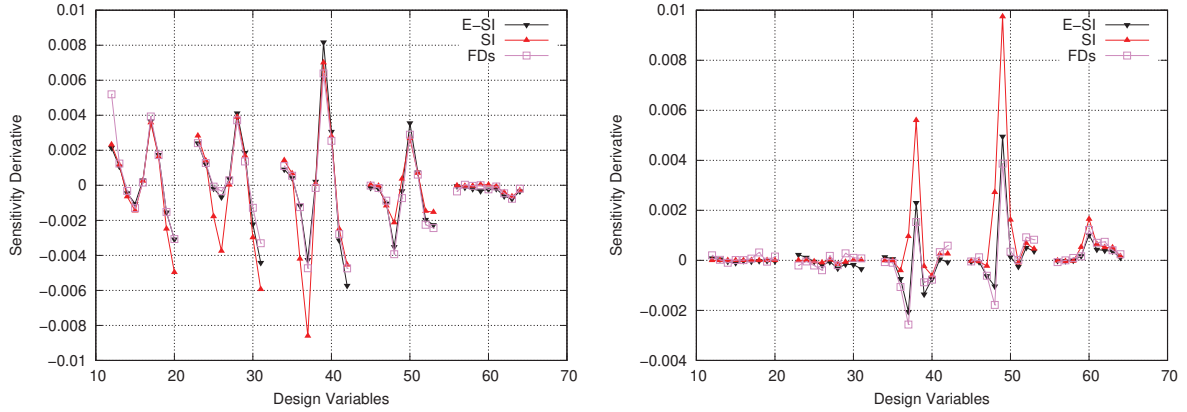 0.01
0.008
0.006
0.004
0.002
0
−0.002
−0.004
−0.006
−0.008
−0.01
10 20 30 40 50 60 70
Sensitivity Derivative
Design Variables
E−SI
SI
FDs
0.01
0.008
0.006
0.004
0.002
0
−0.002
−0.004
10 20 30 40 50 60 70
Sensitivity Derivative
Design Variables
E−SI
SI
FDs